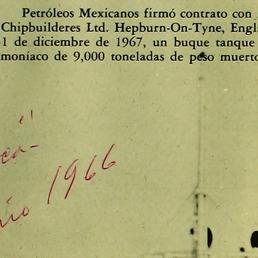 Petróleos Mexicanos firmó contrato con
Chipbuilderes Ltd. Hepburn-On-Tyne, Engl
1 de diciembre de 1967, un buque tanque
moníaco de 9,000 toneladas de peso muerto
1966